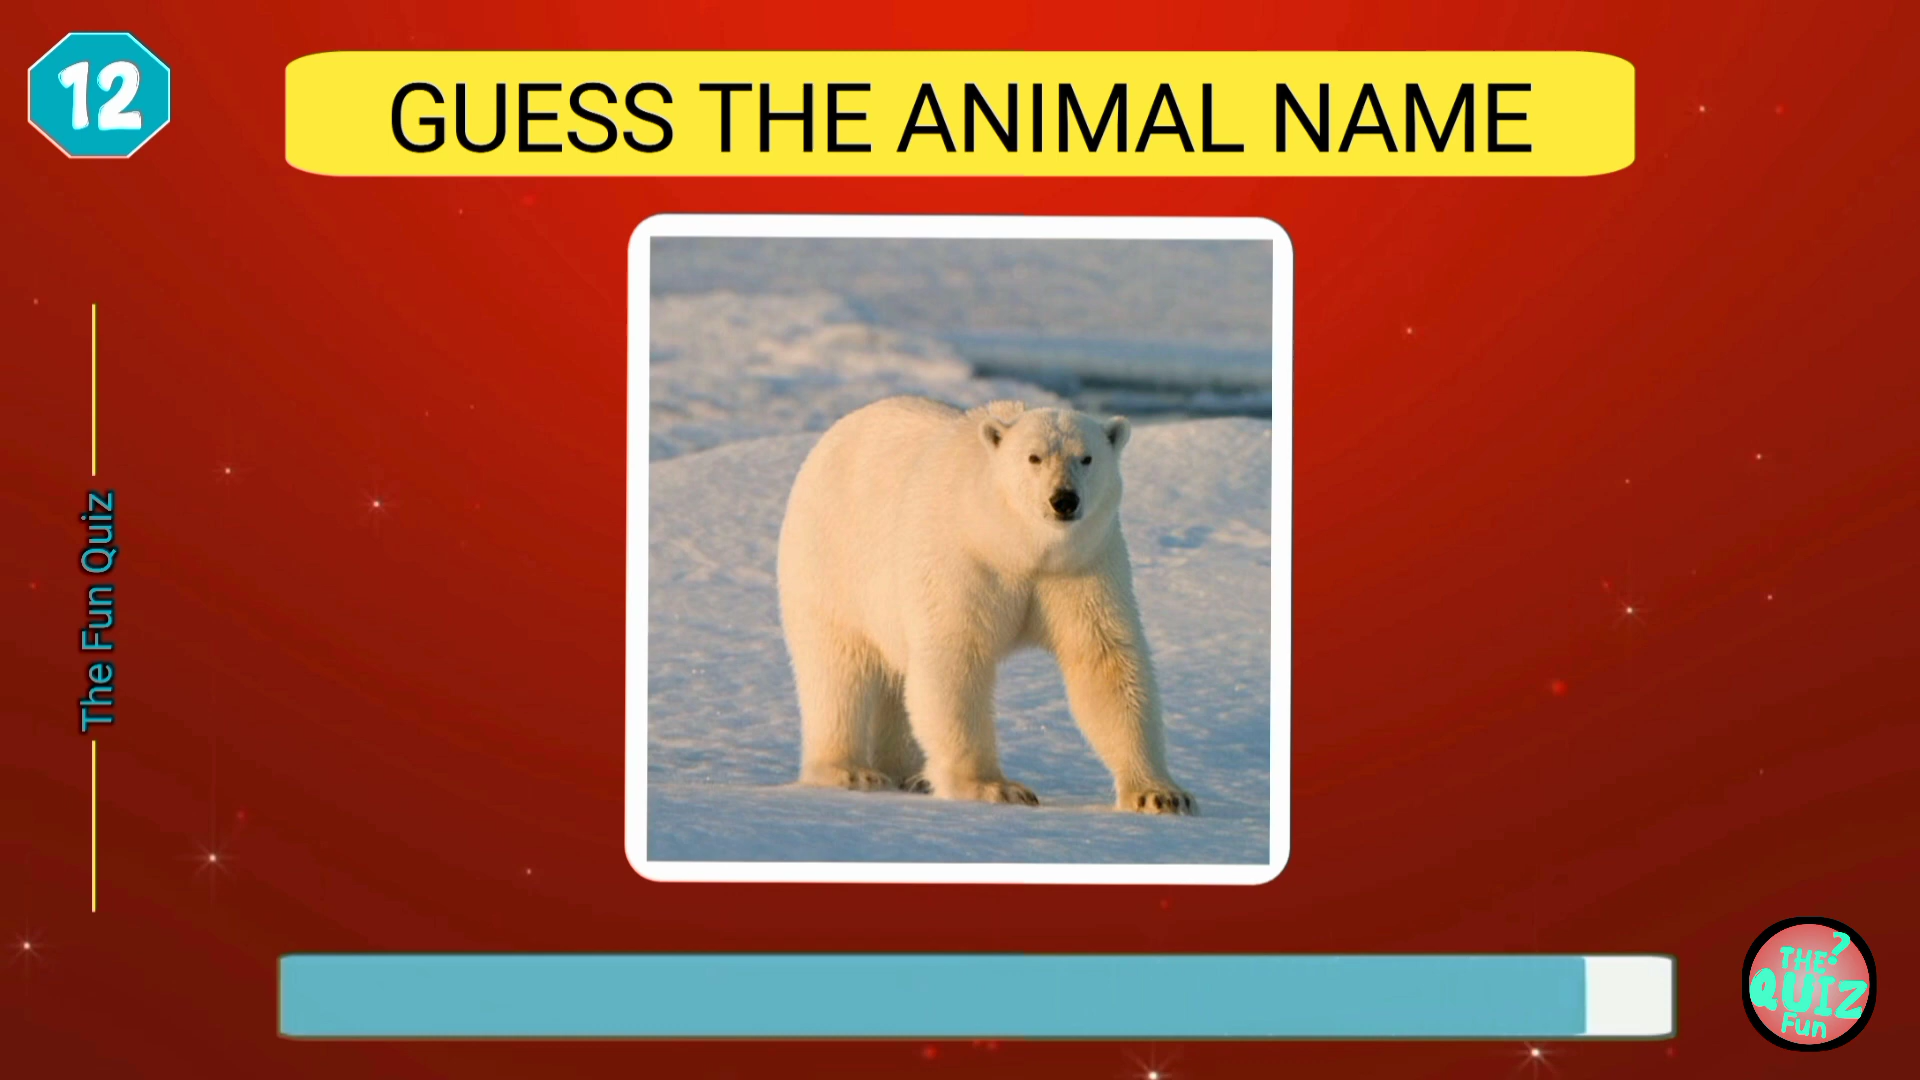 12
GUESS THE ANIMAL NAME
The Fun Quiz
THE?
QUIZ
Fun